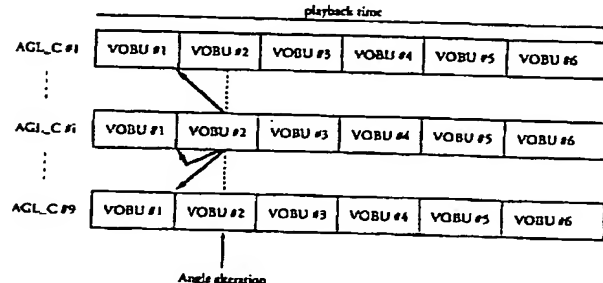 playback time
AGL_C #1 VOBU #1 VOBU #2 VOBU #3 VOBU #4 VOBU #5 VOBU #6
AGL_C #i VOBU #1 VOBU #2 VOBU #3 VOBU #4 VOBU #5 VOBU #6
AGL_C #9 VOBU #1 VOBU #2 VOBU #3 VOBU #4 VOBU #5 VOBU #6
Angle alteration